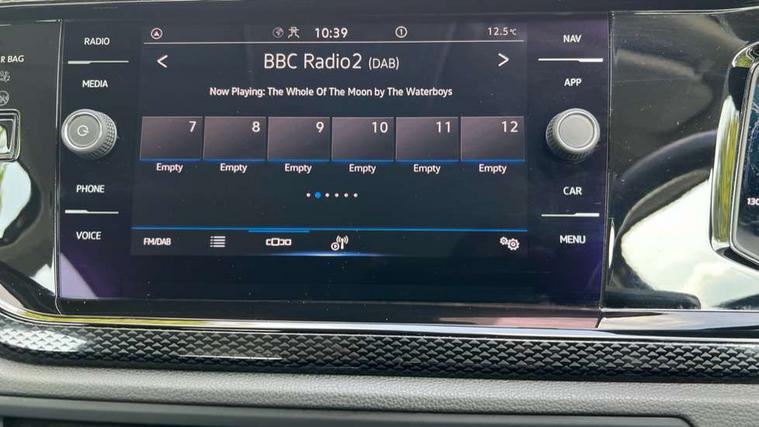 RADIO
10:39
1
12.5°C
NAV
R BAG
MEDIA
BBC Radio2 (DAB)
APP
Now Playing: The Whole Of The Moon by The Waterboys
7 8 9 10 11 12
Empty Empty Empty Empty Empty Empty
PHONE
CAR
VOICE
FM/DAB
MENU
130